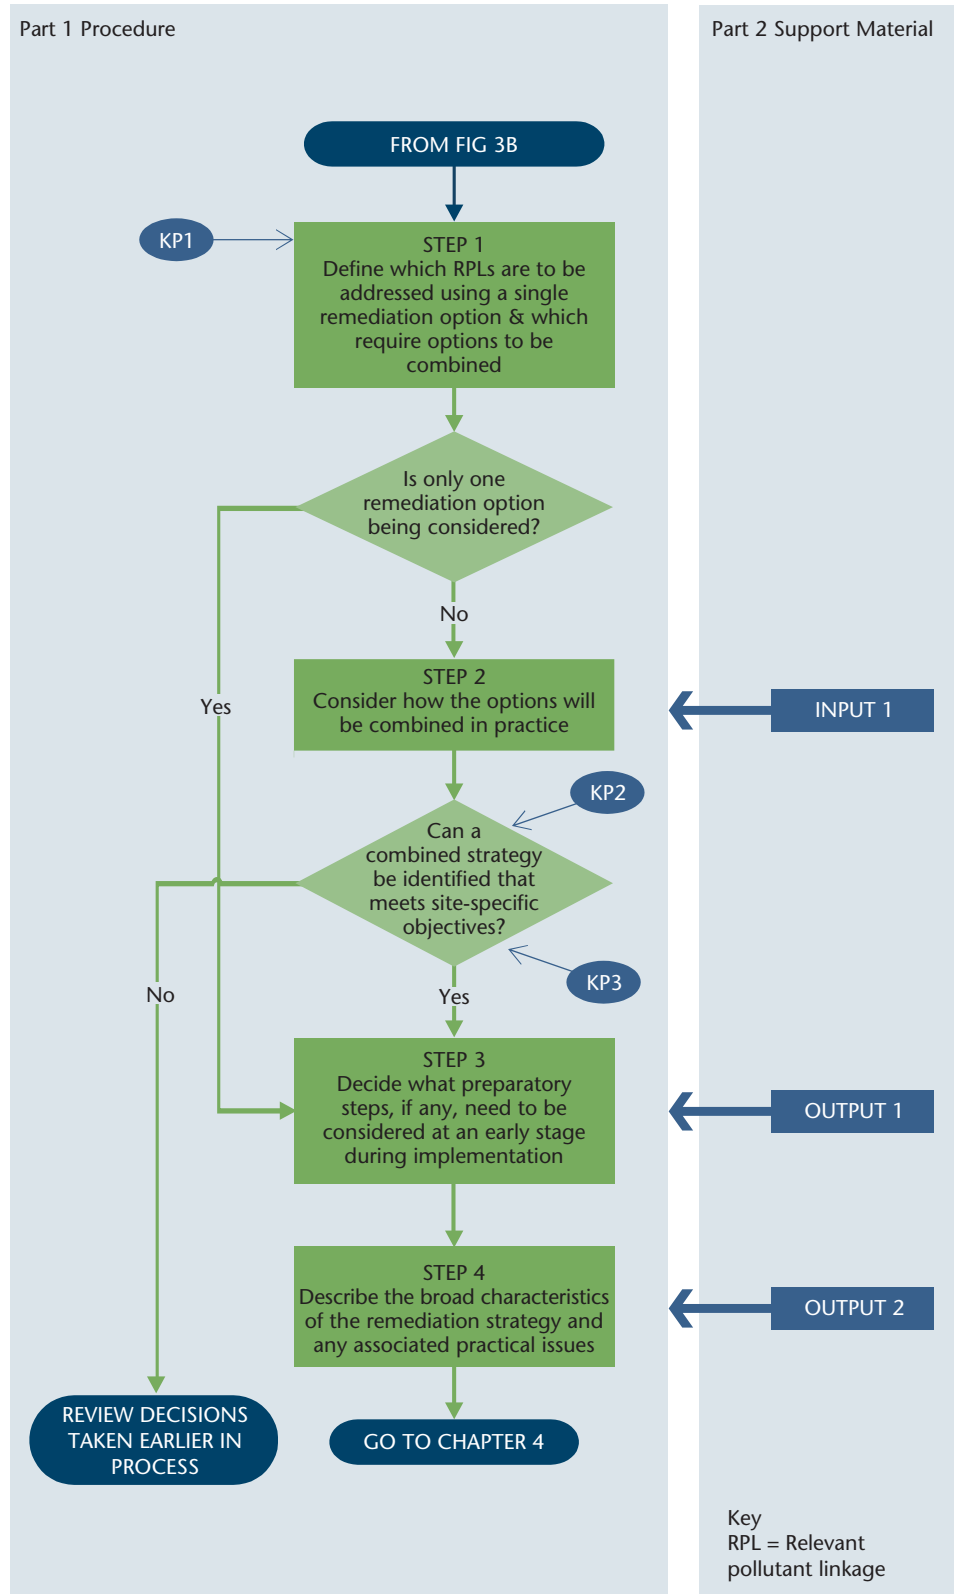 Part 1 Procedure
Part 2 Support Material
FROM FIG 3B
KP1
STEP 1
Define which RPLs are to be
addressed using a single
remediation option & which
require options to be
combined
Is only one
remediation option
being considered?
No
Yes
STEP 2
Consider how the options will
be combined in practice
INPUT 1
KP2
Can a
combined strategy
be identified that
meets site-specific
objectives?
KP3
No
Yes
STEP 3
Decide what preparatory
steps, if any, need to be
considered at an early stage
during implementation
OUTPUT 1
STEP 4
Describe the broad characteristics
of the remediation strategy and
any associated practical issues
OUTPUT 2
REVIEW DECISIONS
TAKEN EARLIER IN
PROCESS
GO TO CHAPTER 4
Key
RPL = Relevant
pollutant linkage